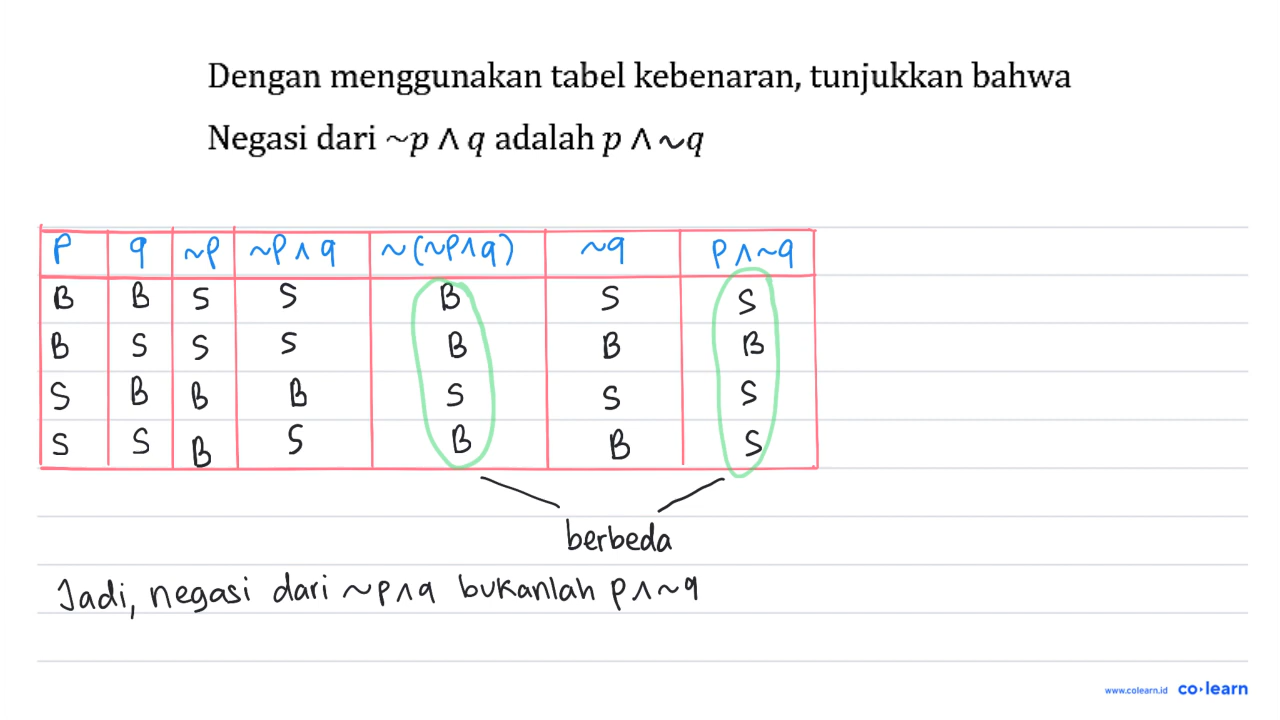 Dengan menggunakan tabel kebenaran, tunjukkan bahwa
Negasi dari ~p ∧ q adalah p ∧ ~q
p q ~p ~p ∧ q ~(~p∧q) ~q p ∧ ~q
B B S S B S S
B S S S B B B
S B B B S S S
S S B S B B S
berbeda
Jadi, negasi dari ~p∧q bukanlah p∧~q
www.colearn.id co·learn